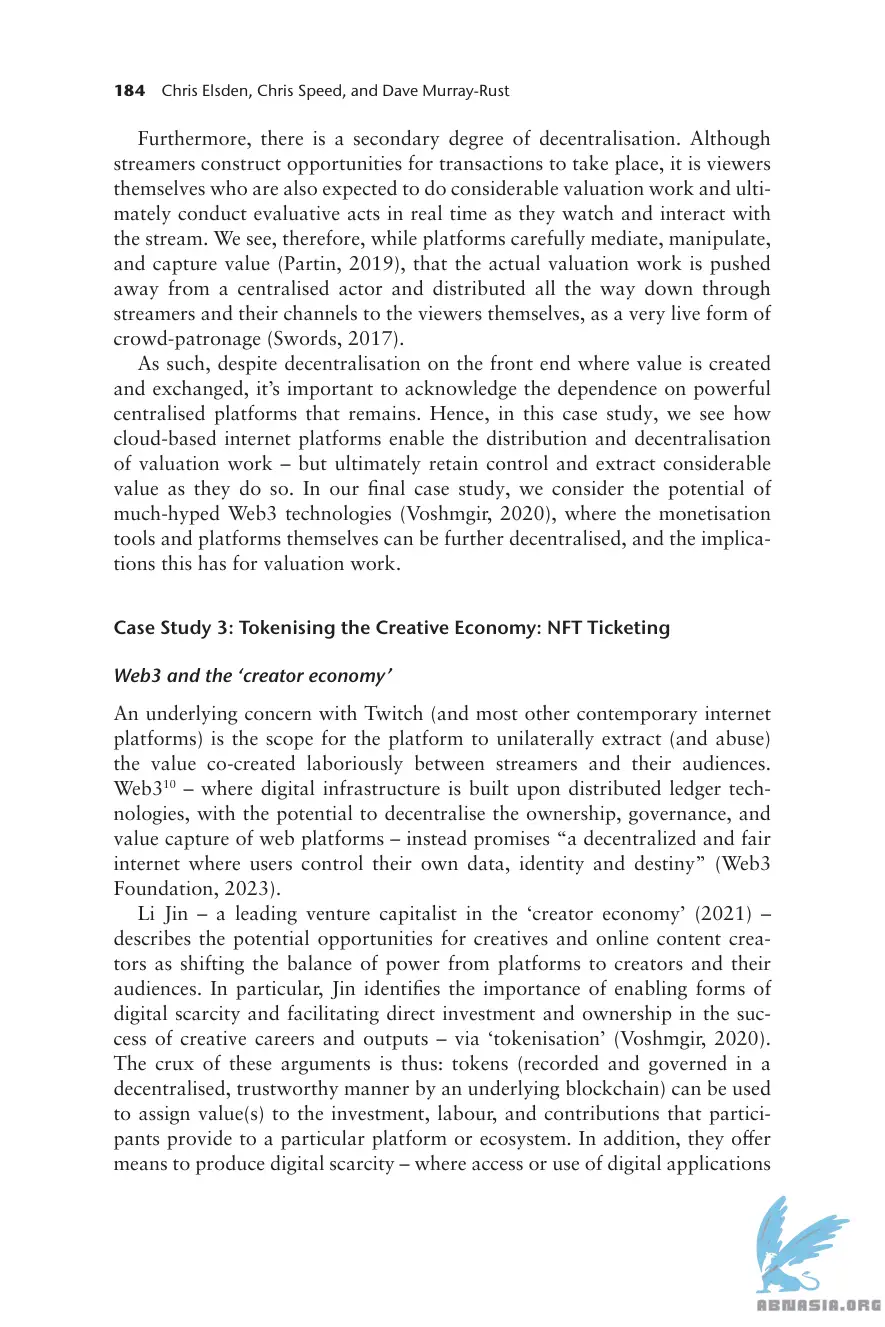 184 Chris Elsden, Chris Speed, and Dave Murray-Rust
Furthermore, there is a secondary degree of decentralisation. Although
streamers construct opportunities for transactions to take place, it is viewers
themselves who are also expected to do considerable valuation work and ulti-
mately conduct evaluative acts in real time as they watch and interact with
the stream. We see, therefore, while platforms carefully mediate, manipulate,
and capture value (Partin, 2019), that the actual valuation work is pushed
away from a centralised actor and distributed all the way down through
streamers and their channels to the viewers themselves, as a very live form of
crowd-patronage (Swords, 2017).
As such, despite decentralisation on the front end where value is created
and exchanged, it’s important to acknowledge the dependence on powerful
centralised platforms that remains. Hence, in this case study, we see how
cloud-based internet platforms enable the distribution and decentralisation
of valuation work – but ultimately retain control and extract considerable
value as they do so. In our final case study, we consider the potential of
much-hyped Web3 technologies (Voshmgir, 2020), where the monetisation
tools and platforms themselves can be further decentralised, and the implica-
tions this has for valuation work.
Case Study 3: Tokenising the Creative Economy: NFT Ticketing
Web3 and the ‘creator economy’
An underlying concern with Twitch (and most other contemporary internet
platforms) is the scope for the platform to unilaterally extract (and abuse)
the value co-created laboriously between streamers and their audiences.
Web3¹⁰ – where digital infrastructure is built upon distributed ledger tech-
nologies, with the potential to decentralise the ownership, governance, and
value capture of web platforms – instead promises “a decentralized and fair
internet where users control their own data, identity and destiny” (Web3
Foundation, 2023).
Li Jin – a leading venture capitalist in the ‘creator economy’ (2021) –
describes the potential opportunities for creatives and online content crea-
tors as shifting the balance of power from platforms to creators and their
audiences. In particular, Jin identifies the importance of enabling forms of
digital scarcity and facilitating direct investment and ownership in the suc-
cess of creative careers and outputs – via ‘tokenisation’ (Voshmgir, 2020).
The crux of these arguments is thus: tokens (recorded and governed in a
decentralised, trustworthy manner by an underlying blockchain) can be used
to assign value(s) to the investment, labour, and contributions that partici-
pants provide to a particular platform or ecosystem. In addition, they offer
means to produce digital scarcity – where access or use of digital applications
ABNASIA.ORG